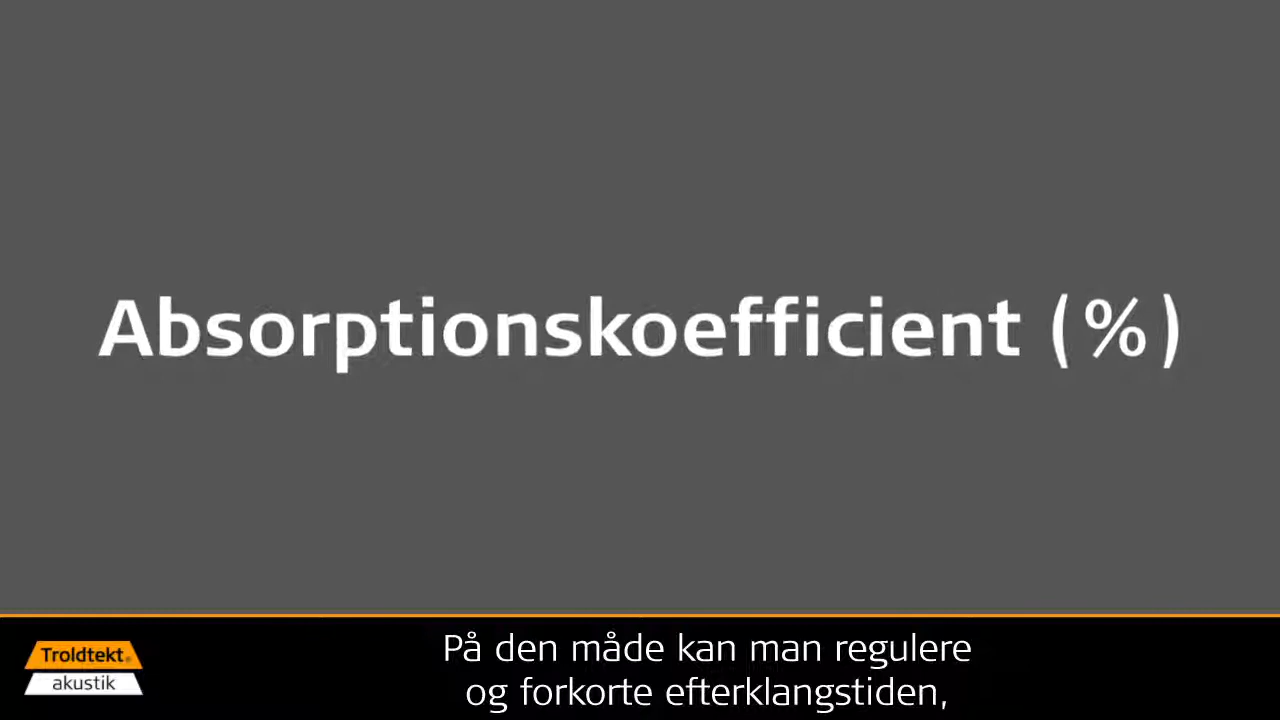 Absorptionskoefficient (%)
På den måde kan man regulere
og forkorte efterklangstiden,
Troldtekt®
akustik